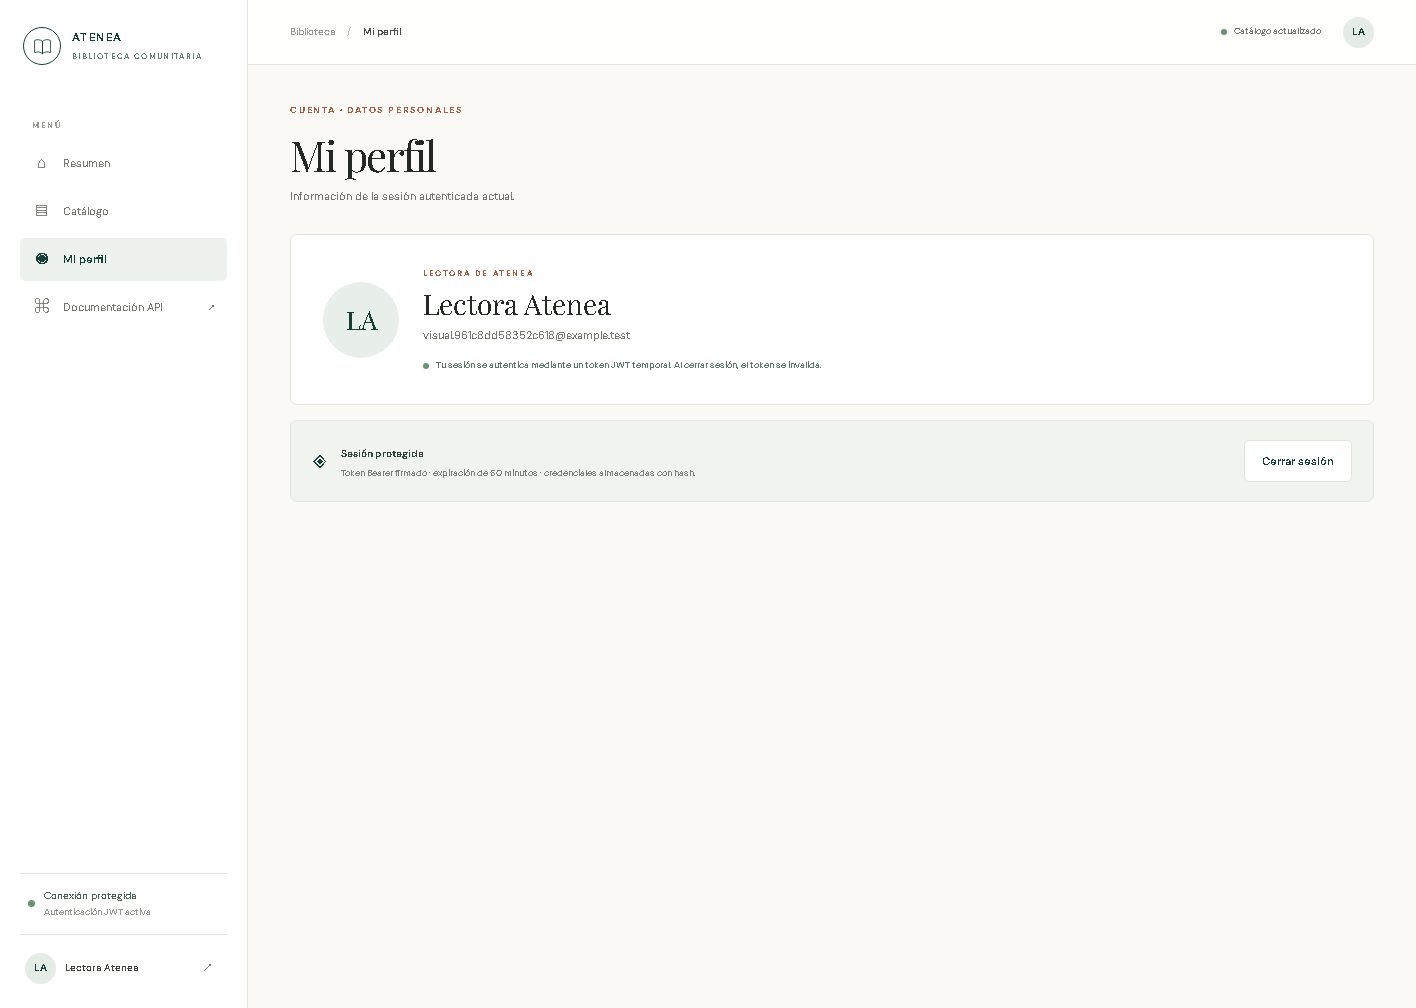 ATENEA
BIBLIOTECA COMUNITARIA
MENÚ
Resumen
Catálogo
Mi perfil
Documentación API ↗
Conexión protegida
Autenticación JWT activa
LA Lectora Atenea ↗
Biblioteca / Mi perfil
Catálogo actualizado LA
CUENTA · DATOS PERSONALES
Mi perfil
Información de la sesión autenticada actual.
LA
LECTORA DE ATENEA
Lectora Atenea
visual.961c8dd58352c618@example.test
Tu sesión se autentica mediante un token JWT temporal. Al cerrar sesión, el token se invalida.
Sesión protegida
Token Bearer firmado · expiración de 60 minutos · credenciales almacenadas con hash.
Cerrar sesión